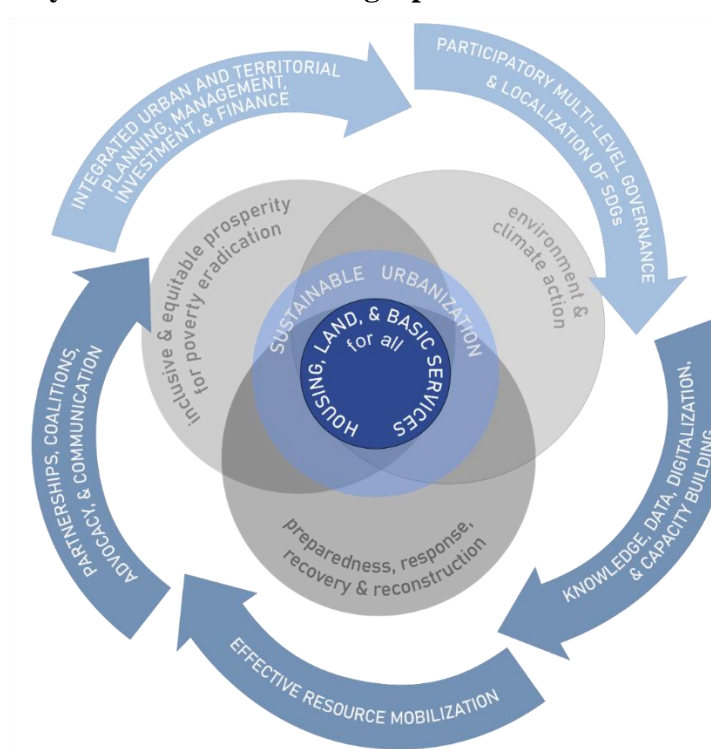 INTEGRATED URBAN AND TERRITORIAL
PLANNING, MANAGEMENT,
INVESTMENT, & FINANCE
PARTICIPATORY MULTI-LEVEL GOVERNANCE
& LOCALIZATION OF SDGs
KNOWLEDGE, DATA, DIGITALIZATION,
& CAPACITY BUILDING
EFFECTIVE RESOURCE MOBILIZATION
PARTNERSHIPS, COALITIONS,
ADVOCACY, & COMMUNICATION
inclusive & equitable prosperity
for poverty eradication
environment &
climate action
preparedness, response,
recovery & reconstruction
SUSTAINABLE URBANIZATION
HOUSING, LAND, & BASIC SERVICES
for all